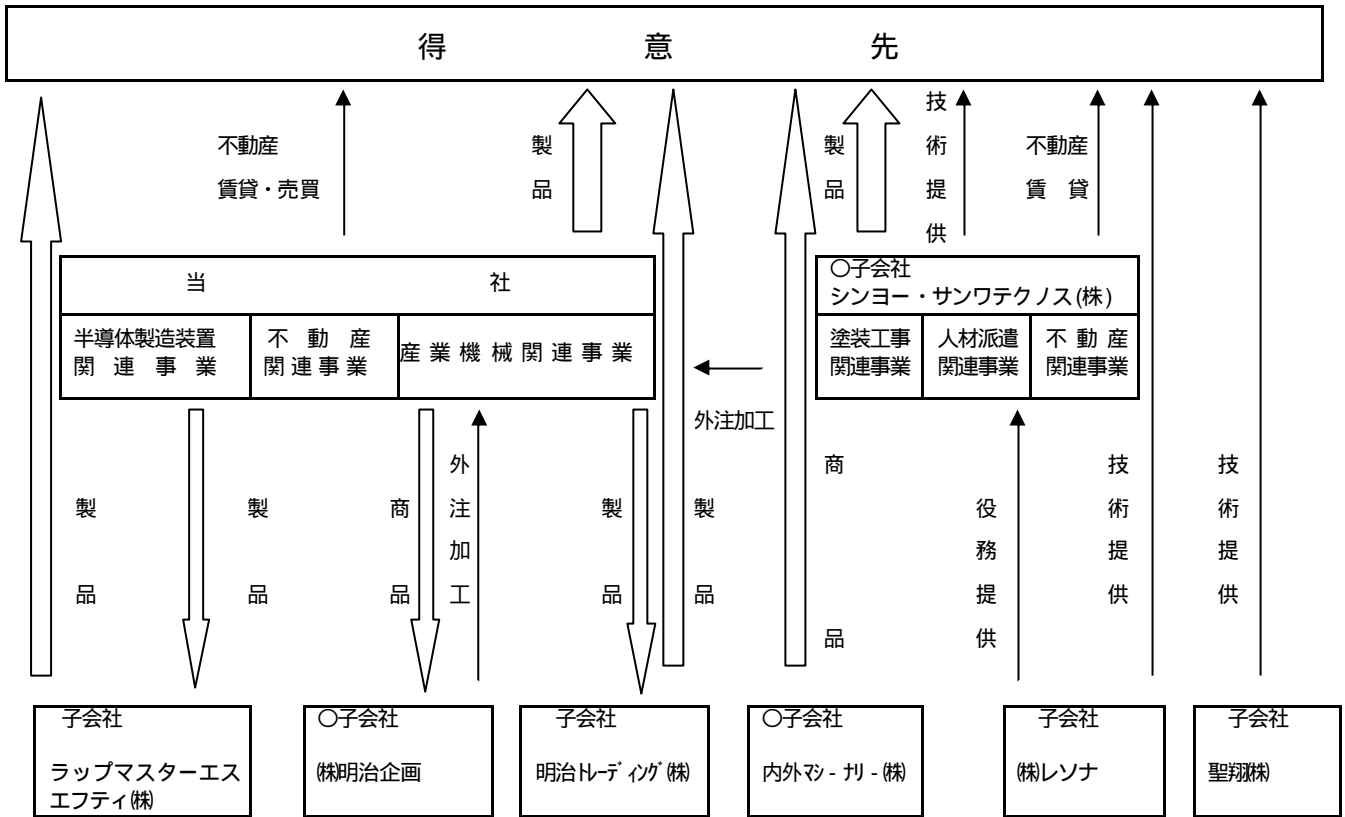 得意先
不動産
賃貸・売買
製品
製品
技術提供
不動産
賃貸
当社
半導体製造装置
関連事業
不動産
関連事業
産業機械関連事業
〇子会社
シンヨー・サンワテクノス(株)
塗装工事
関連事業
人材派遣
関連事業
不動産
関連事業
外注加工
製品
製品
商品
外注加工
製品
製品
商品
役務提供
技術提供
技術提供
子会社
ラップマスターエス
エフティ㈱
〇子会社
㈱明治企画
子会社
明治トレーディング㈱
〇子会社
内外マシ-ナリ-㈱
子会社
㈱レソナ
子会社
聖翔㈱